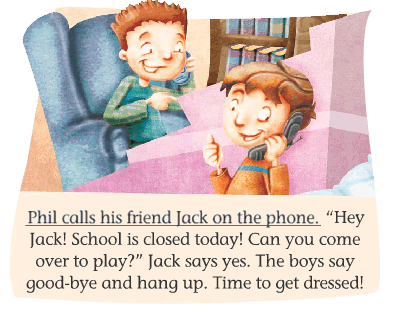 Phil calls his friend Jack on the phone. “Hey
Jack! School is closed today! Can you come
over to play?” Jack says yes. The boys say
good-bye and hang up. Time to get dressed!